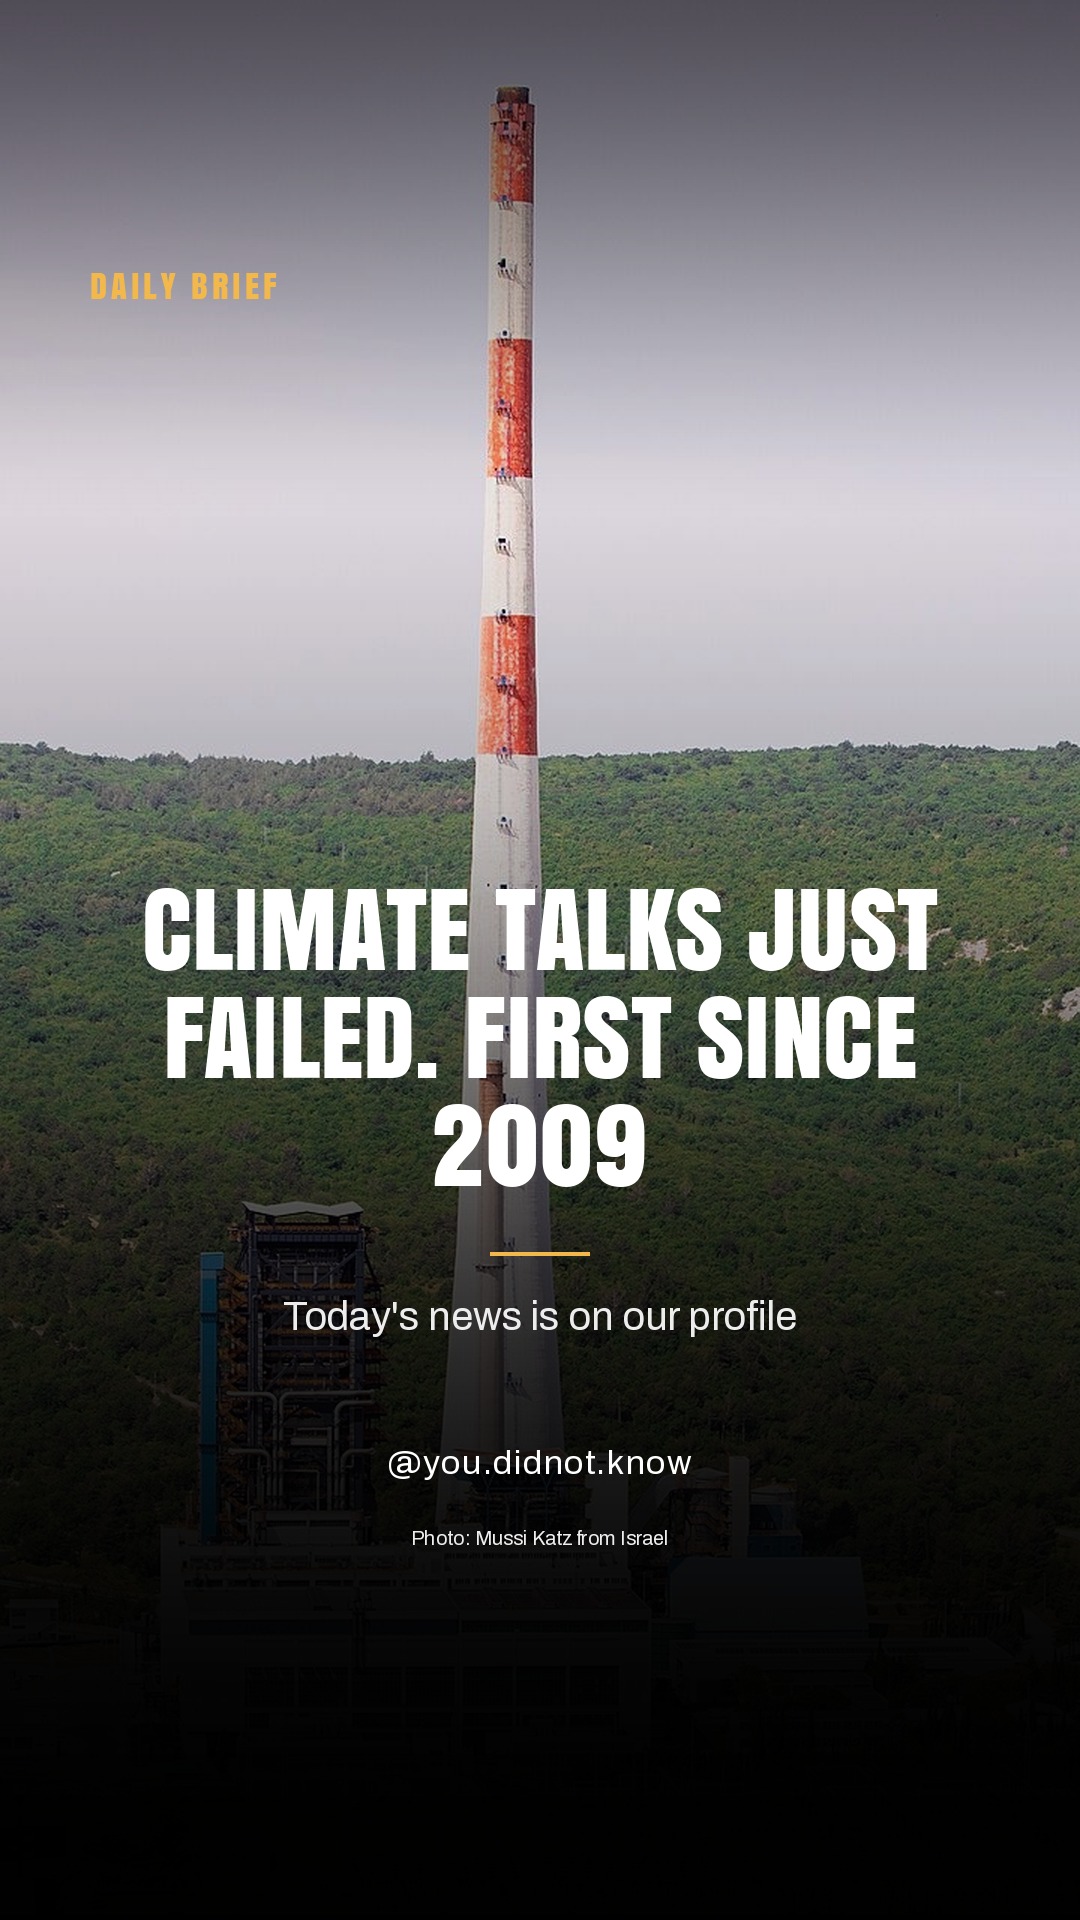 DAILY BRIEF
CLIMATE TALKS JUST
FAILED. FIRST SINCE
2009
Today's news is on our profile
@you.didnot.know
Photo: Mussi Katz from Israel